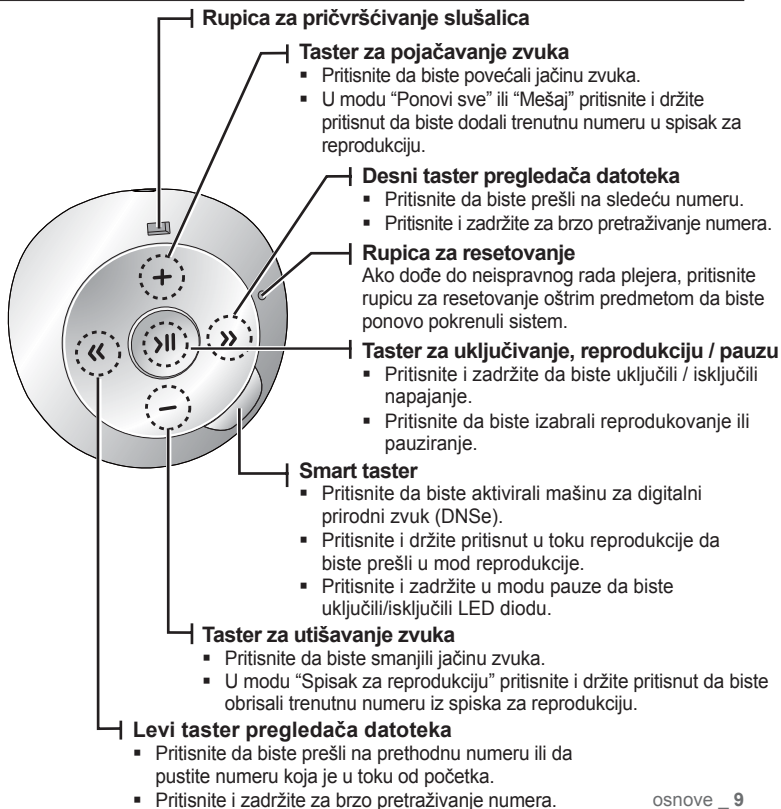 Rupica za pričvršćivanje slušalica
Taster za pojačavanje zvuka
▪ Pritisnite da biste povećali jačinu zvuka.
▪ U modu “Ponovi sve” ili “Mešaj” pritisnite i držite
pritisnut da biste dodali trenutnu numeru u spisak za
reprodukciju.
Desni taster pregledača datoteka
▪ Pritisnite da biste prešli na sledeću numeru.
▪ Pritisnite i zadržite za brzo pretraživanje numera.
Rupica za resetovanje
Ako dođe do neispravnog rada plejera, pritisnite
rupicu za resetovanje oštrim predmetom da biste
ponovo pokrenuli sistem.
Taster za uključivanje, reprodukciju / pauzu
▪ Pritisnite i zadržite da biste uključili / isključili
napajanje.
▪ Pritisnite da biste izabrali reprodukovanje ili
pauziranje.
Smart taster
▪ Pritisnite da biste aktivirali mašinu za digitalni
prirodni zvuk (DNSe).
▪ Pritisnite i držite pritisnut u toku reprodukcije da
biste prešli u mod reprodukcije.
▪ Pritisnite i zadržite u modu pauze da biste
uključili/isključili LED diodu.
Taster za utišavanje zvuka
▪ Pritisnite da biste smanjili jačinu zvuka.
▪ U modu “Spisak za reprodukciju” pritisnite i držite pritisnut da biste
obrisali trenutnu numeru iz spiska za reprodukciju.
Levi taster pregledača datoteka
▪ Pritisnite da biste prešli na prethodnu numeru ili da
pustite numeru koja je u toku od početka.
▪ Pritisnite i zadržite za brzo pretraživanje numera.
osnove _ 9